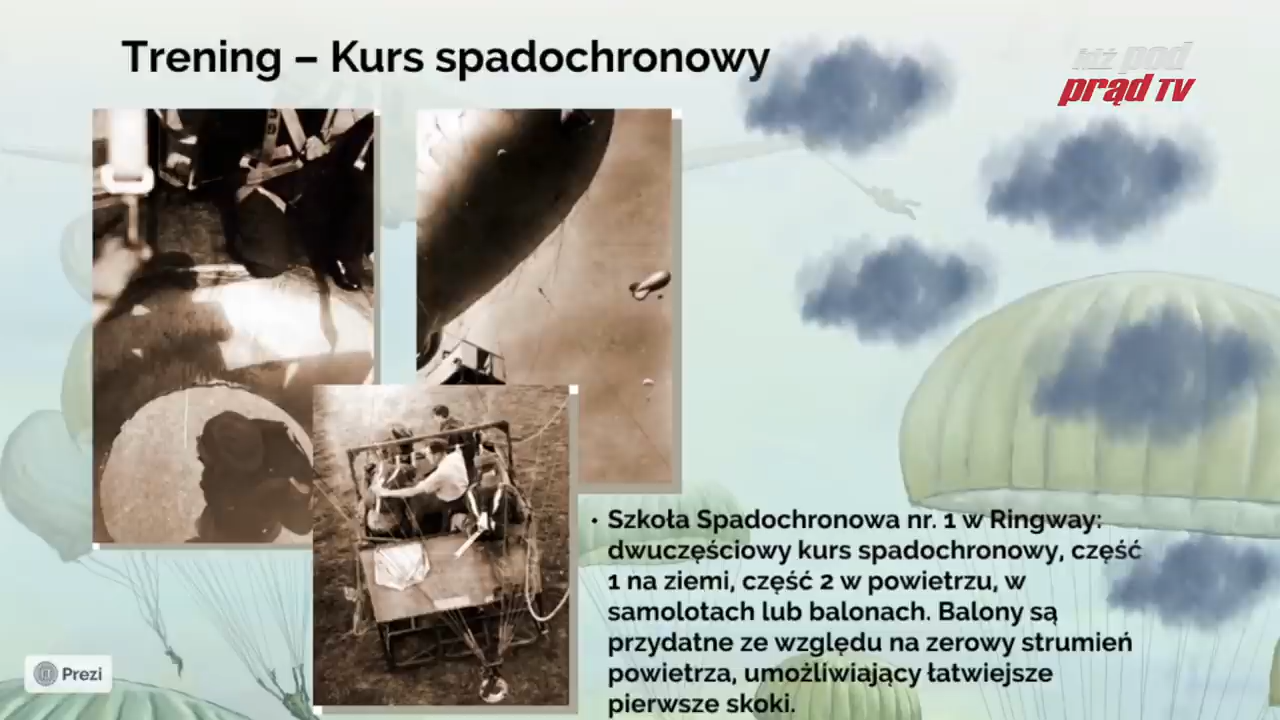 Trening – Kurs spadochronowy
idź pod
prąd TV
• Szkoła Spadochronowa nr. 1 w Ringway:
dwuczęściowy kurs spadochronowy, część
1 na ziemi, część 2 w powietrzu, w
samolotach lub balonach. Balony są
przydatne ze względu na zerowy strumień
powietrza, umożliwiający łatwiejsze
pierwsze skoki.
Prezi